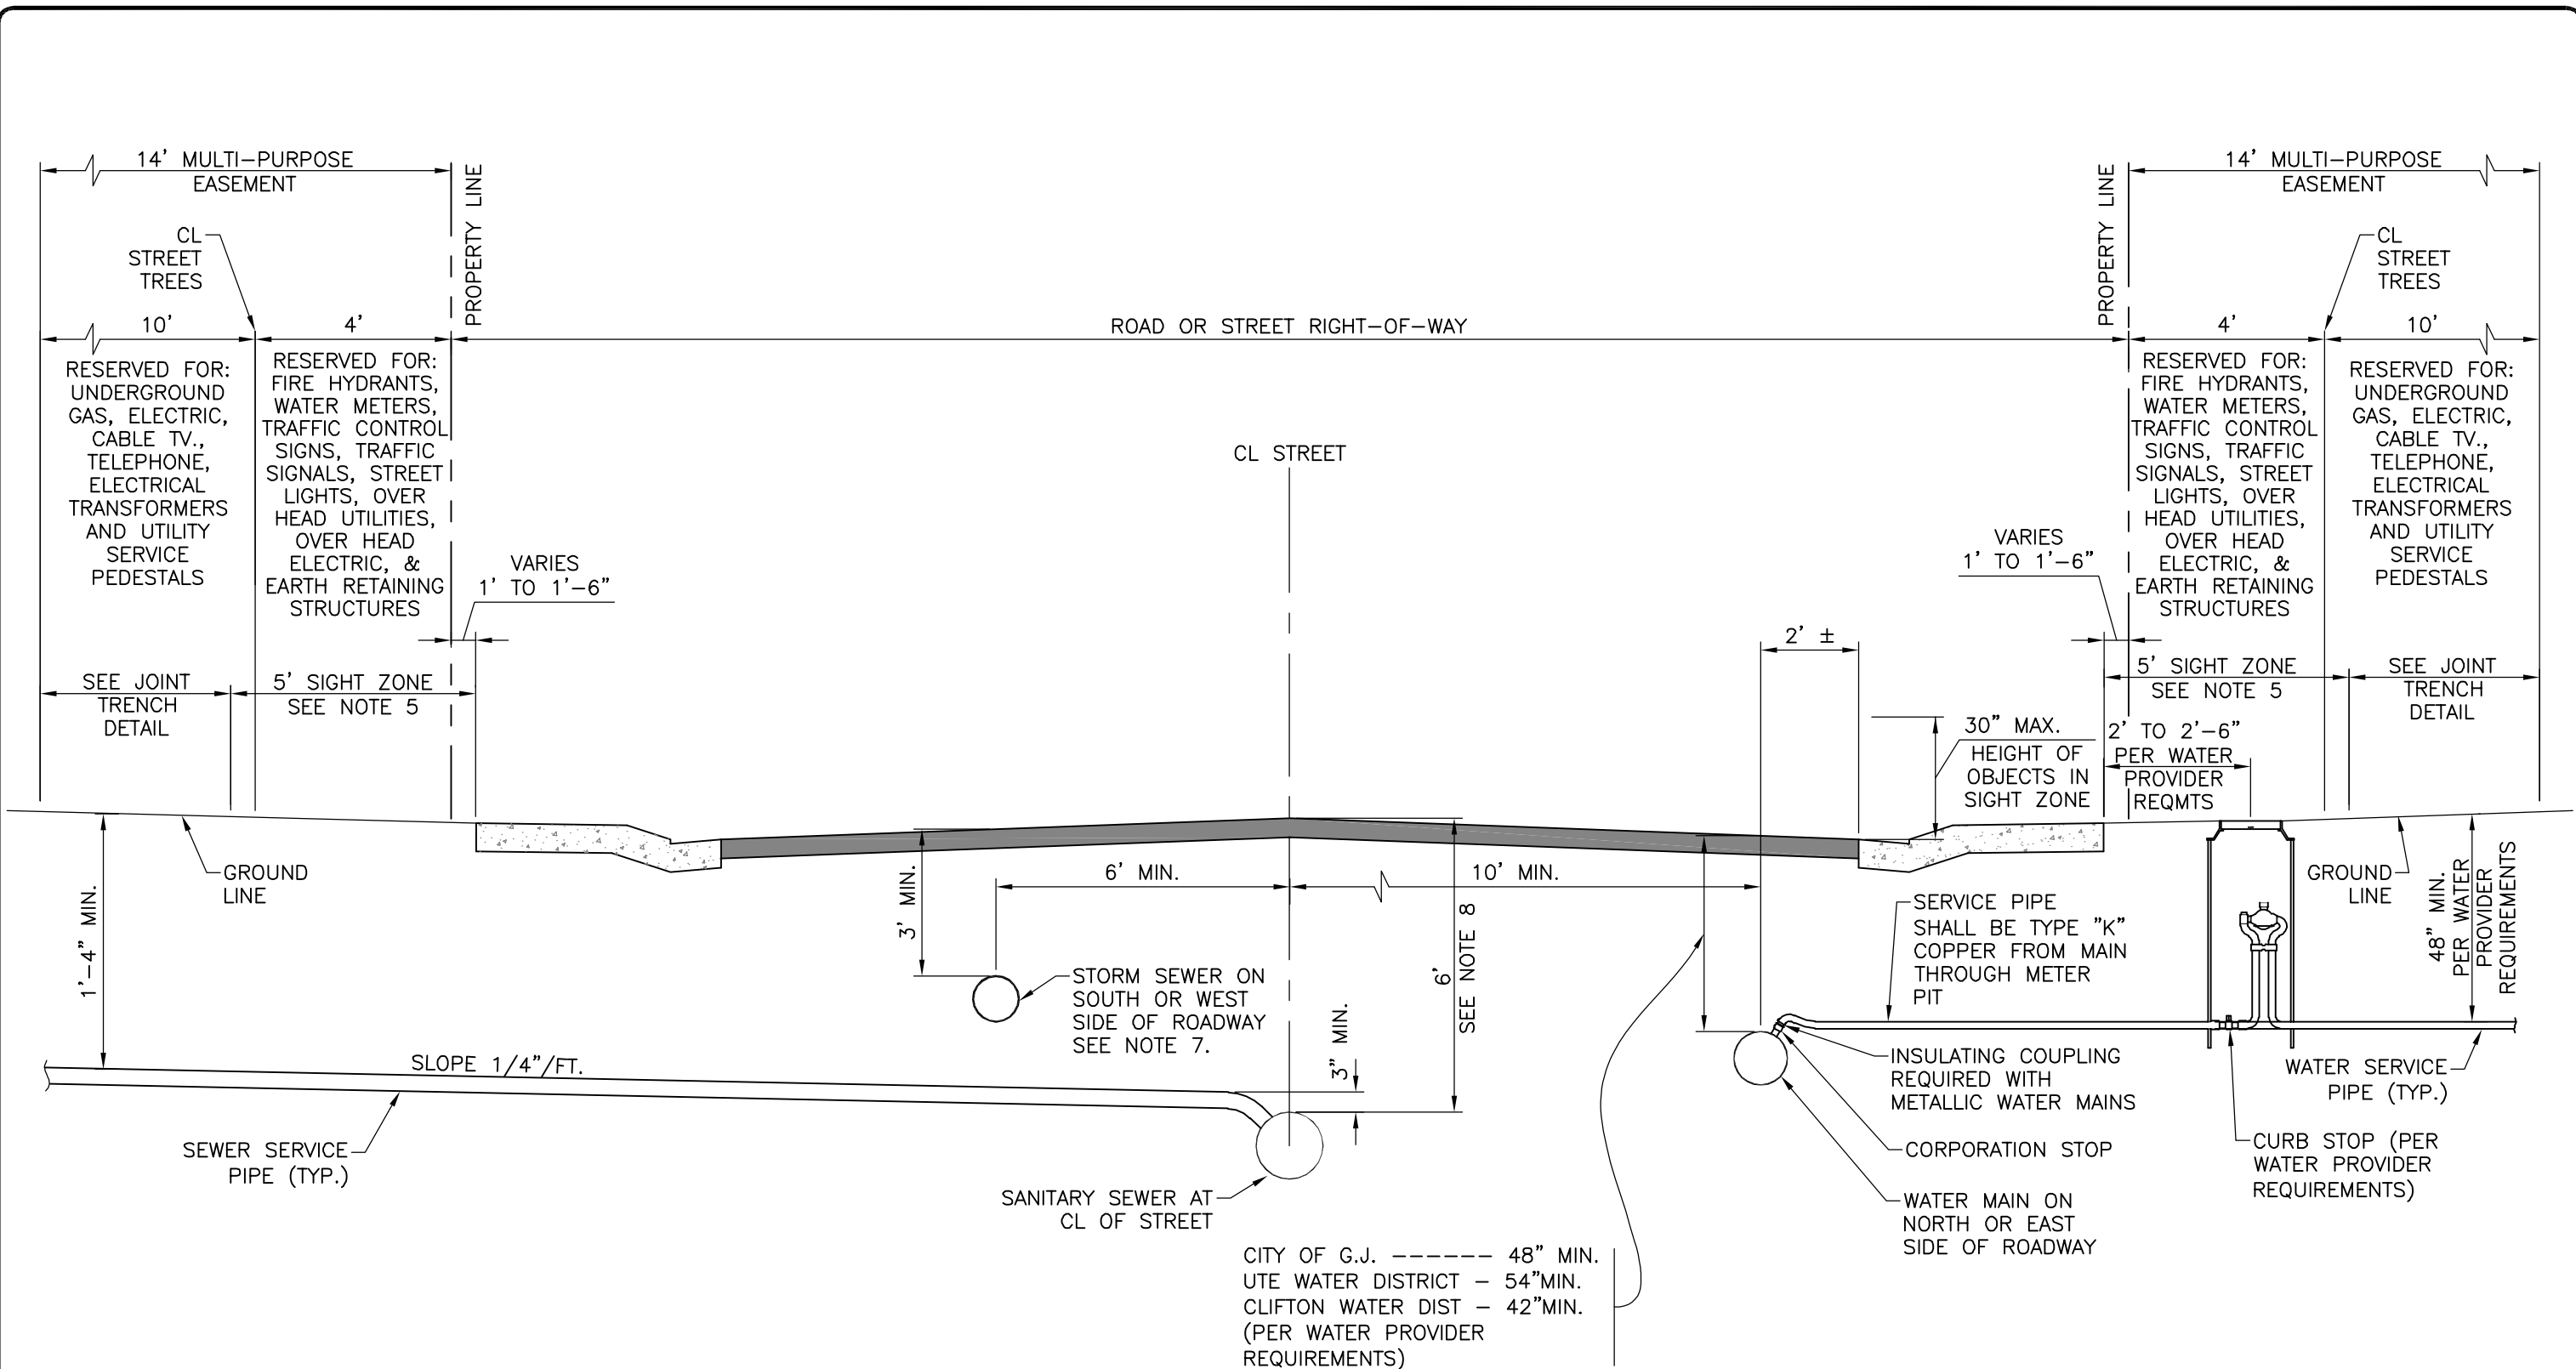 14' MULTI-PURPOSE
EASEMENT
PROPERTY LINE
CL
STREET
TREES
10'
4'
RESERVED FOR:
UNDERGROUND
GAS, ELECTRIC,
CABLE TV.,
TELEPHONE,
ELECTRICAL
TRANSFORMERS
AND UTILITY
SERVICE
PEDESTALS
RESERVED FOR:
FIRE HYDRANTS,
WATER METERS,
TRAFFIC CONTROL
SIGNS, TRAFFIC
SIGNALS, STREET
LIGHTS, OVER
HEAD UTILITIES,
OVER HEAD
ELECTRIC, &
EARTH RETAINING
STRUCTURES
VARIES
1' TO 1'-6"
SEE JOINT
TRENCH
DETAIL
5' SIGHT ZONE
SEE NOTE 5
ROAD OR STREET RIGHT-OF-WAY
CL STREET
14' MULTI-PURPOSE
EASEMENT
PROPERTY LINE
CL
STREET
TREES
4'
10'
RESERVED FOR:
FIRE HYDRANTS,
WATER METERS,
TRAFFIC CONTROL
SIGNS, TRAFFIC
SIGNALS, STREET
LIGHTS, OVER
HEAD UTILITIES,
OVER HEAD
ELECTRIC, &
EARTH RETAINING
STRUCTURES
RESERVED FOR:
UNDERGROUND
GAS, ELECTRIC,
CABLE TV.,
TELEPHONE,
ELECTRICAL
TRANSFORMERS
AND UTILITY
SERVICE
PEDESTALS
VARIES
1' TO 1'-6"
2' ±
5' SIGHT ZONE
SEE NOTE 5
SEE JOINT
TRENCH
DETAIL
30" MAX.
HEIGHT OF
OBJECTS IN
SIGHT ZONE
2' TO 2'-6"
PER WATER
PROVIDER
REQMTS
GROUND
LINE
1'-4" MIN.
3' MIN.
6' MIN.
10' MIN.
6'
SEE NOTE 8
3" MIN.
STORM SEWER ON
SOUTH OR WEST
SIDE OF ROADWAY
SEE NOTE 7.
SLOPE 1/4"/FT.
SEWER SERVICE
PIPE (TYP.)
SANITARY SEWER AT
CL OF STREET
SERVICE PIPE
SHALL BE TYPE "K"
COPPER FROM MAIN
THROUGH METER
PIT
GROUND
LINE
48" MIN.
PER WATER
PROVIDER
REQUIREMENTS
INSULATING COUPLING
REQUIRED WITH
METALLIC WATER MAINS
CORPORATION STOP
WATER MAIN ON
NORTH OR EAST
SIDE OF ROADWAY
WATER SERVICE
PIPE (TYP.)
CURB STOP (PER
WATER PROVIDER
REQUIREMENTS)
CITY OF G.J. ------ 48" MIN.
UTE WATER DISTRICT - 54"MIN.
CLIFTON WATER DIST - 42"MIN.
(PER WATER PROVIDER
REQUIREMENTS)